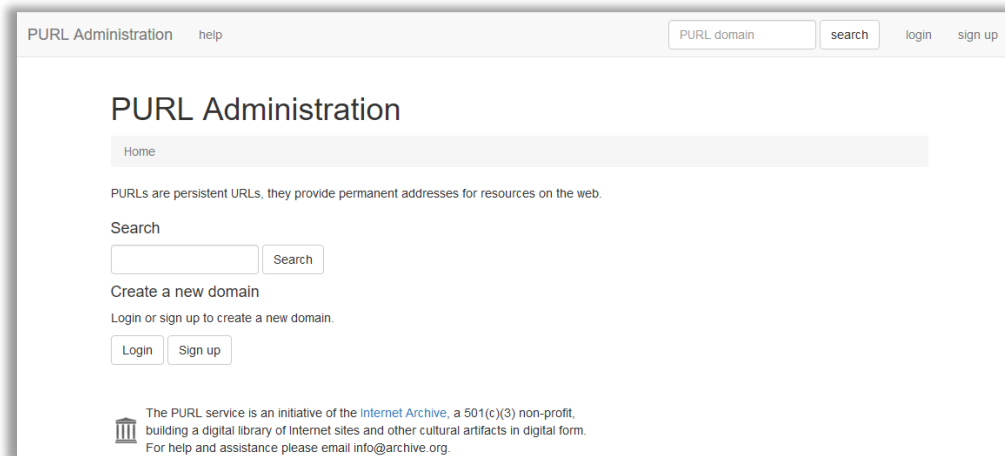 PURL Administration help PURL domain search login sign up
PURL Administration
Home
PURLs are persistent URLs, they provide permanent addresses for resources on the web.
Search
Search
Create a new domain
Login or sign up to create a new domain.
Login Sign up
The PURL service is an initiative of the Internet Archive, a 501(c)(3) non-profit,
building a digital library of Internet sites and other cultural artifacts in digital form.
For help and assistance please email info@archive.org.